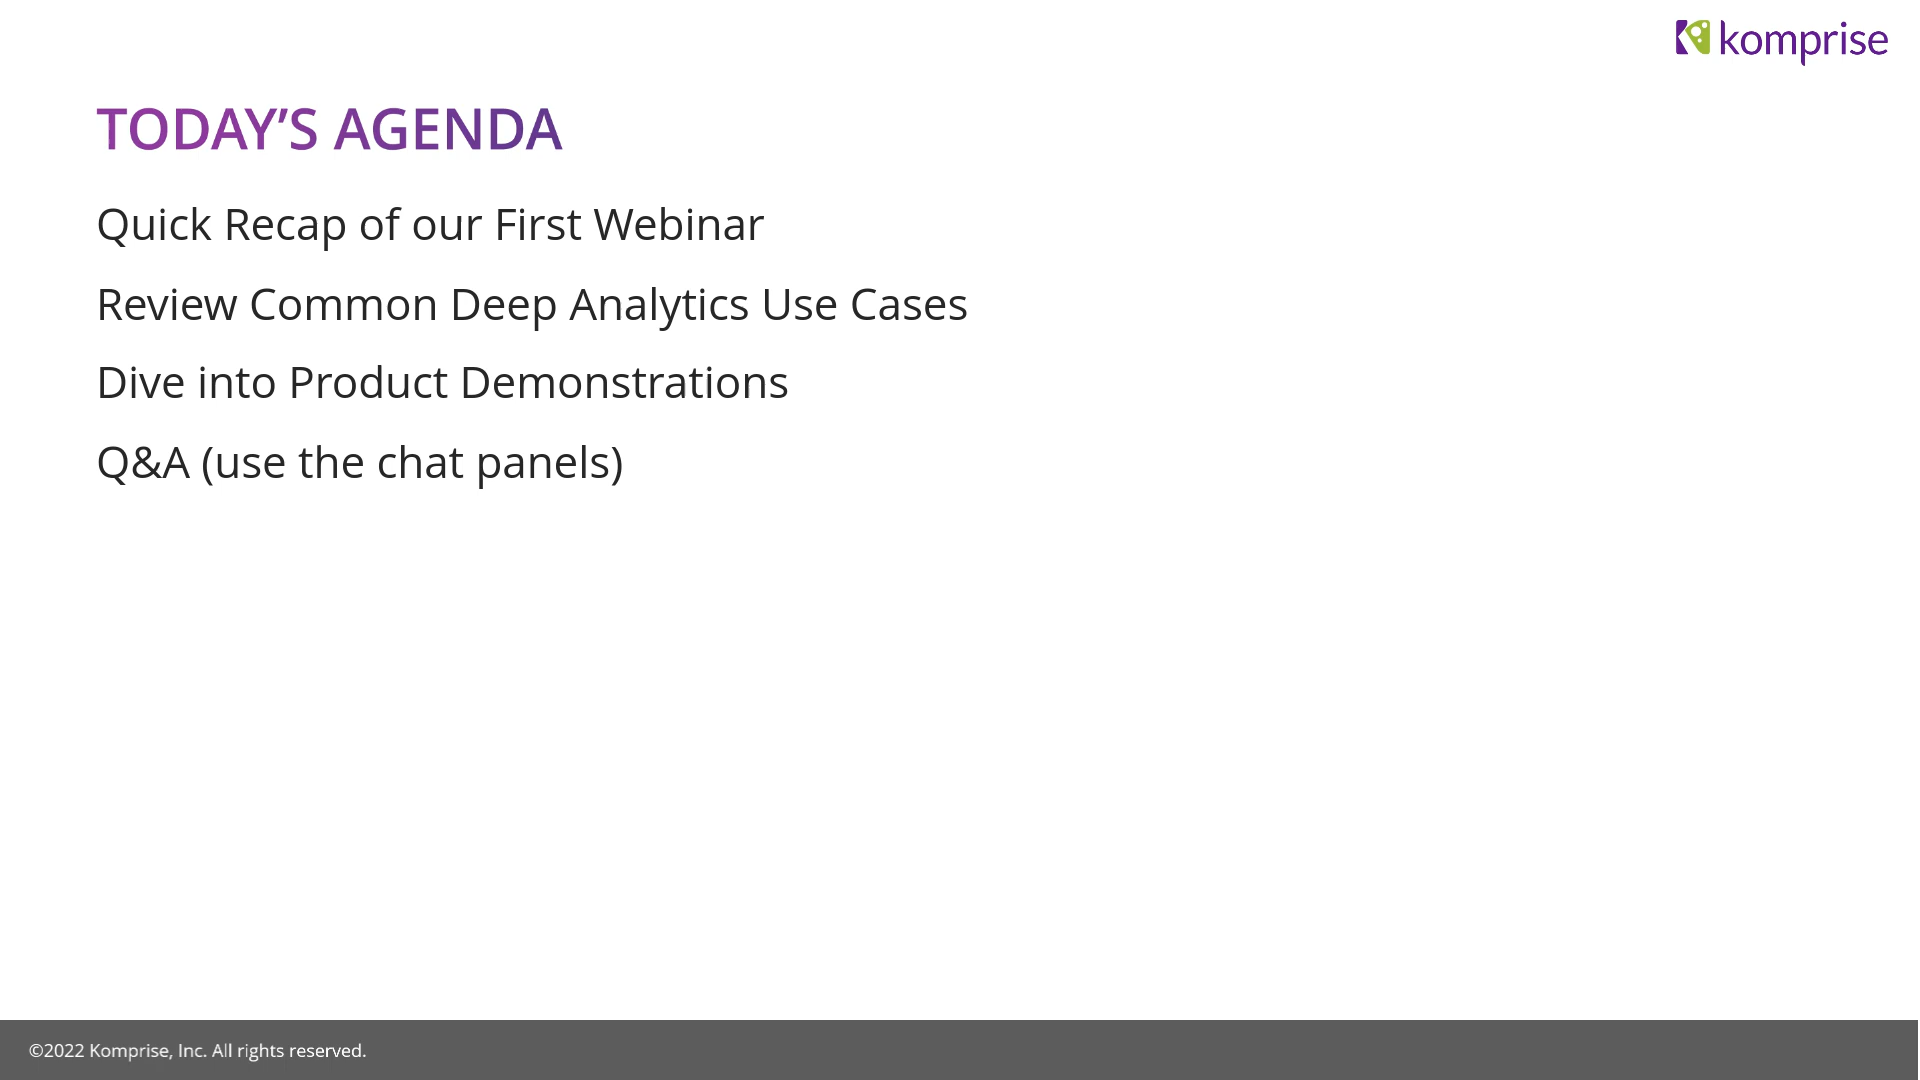 komprise
TODAY’S AGENDA
Quick Recap of our First Webinar
Review Common Deep Analytics Use Cases
Dive into Product Demonstrations
Q&A (use the chat panels)
©2022 Komprise, Inc. All rights reserved.